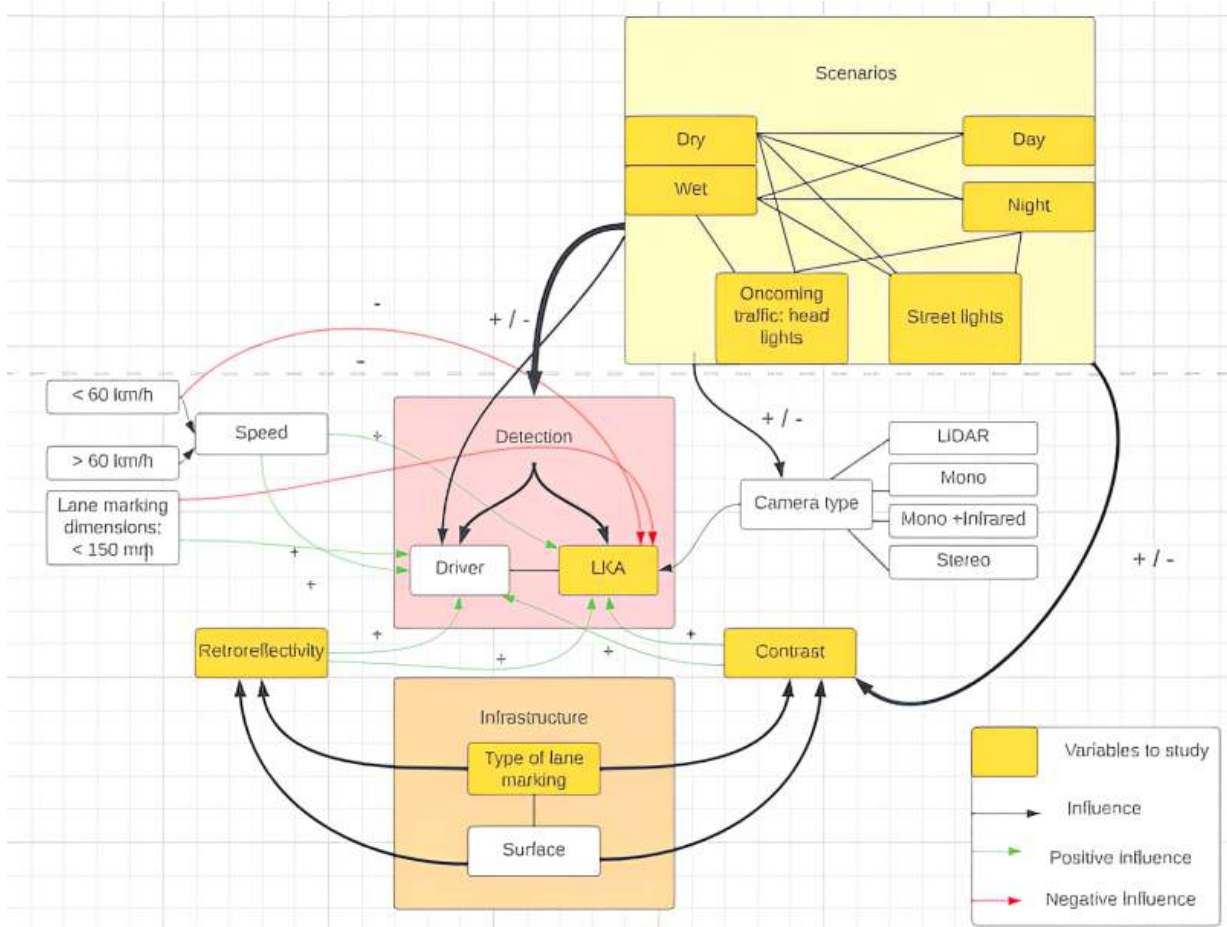 Scenarios
Dry
Day
Wet
Night
Oncoming
traffic: head
lights
Street lights
-
+ / -
-
< 60 km/h
Speed
> 60 km/h
+
Detection
Lane marking
dimensions:
< 150 mm
+ / -
LiDAR
Camera type
Mono
Mono +Infrared
Stereo
Driver
LKA
+
+
+ / -
Retroreflectivity
+
+
+
+
Contrast
Infrastructure
Type of lane
marking
Surface
Variables to study
Influence
Positive influence
Negative Influence